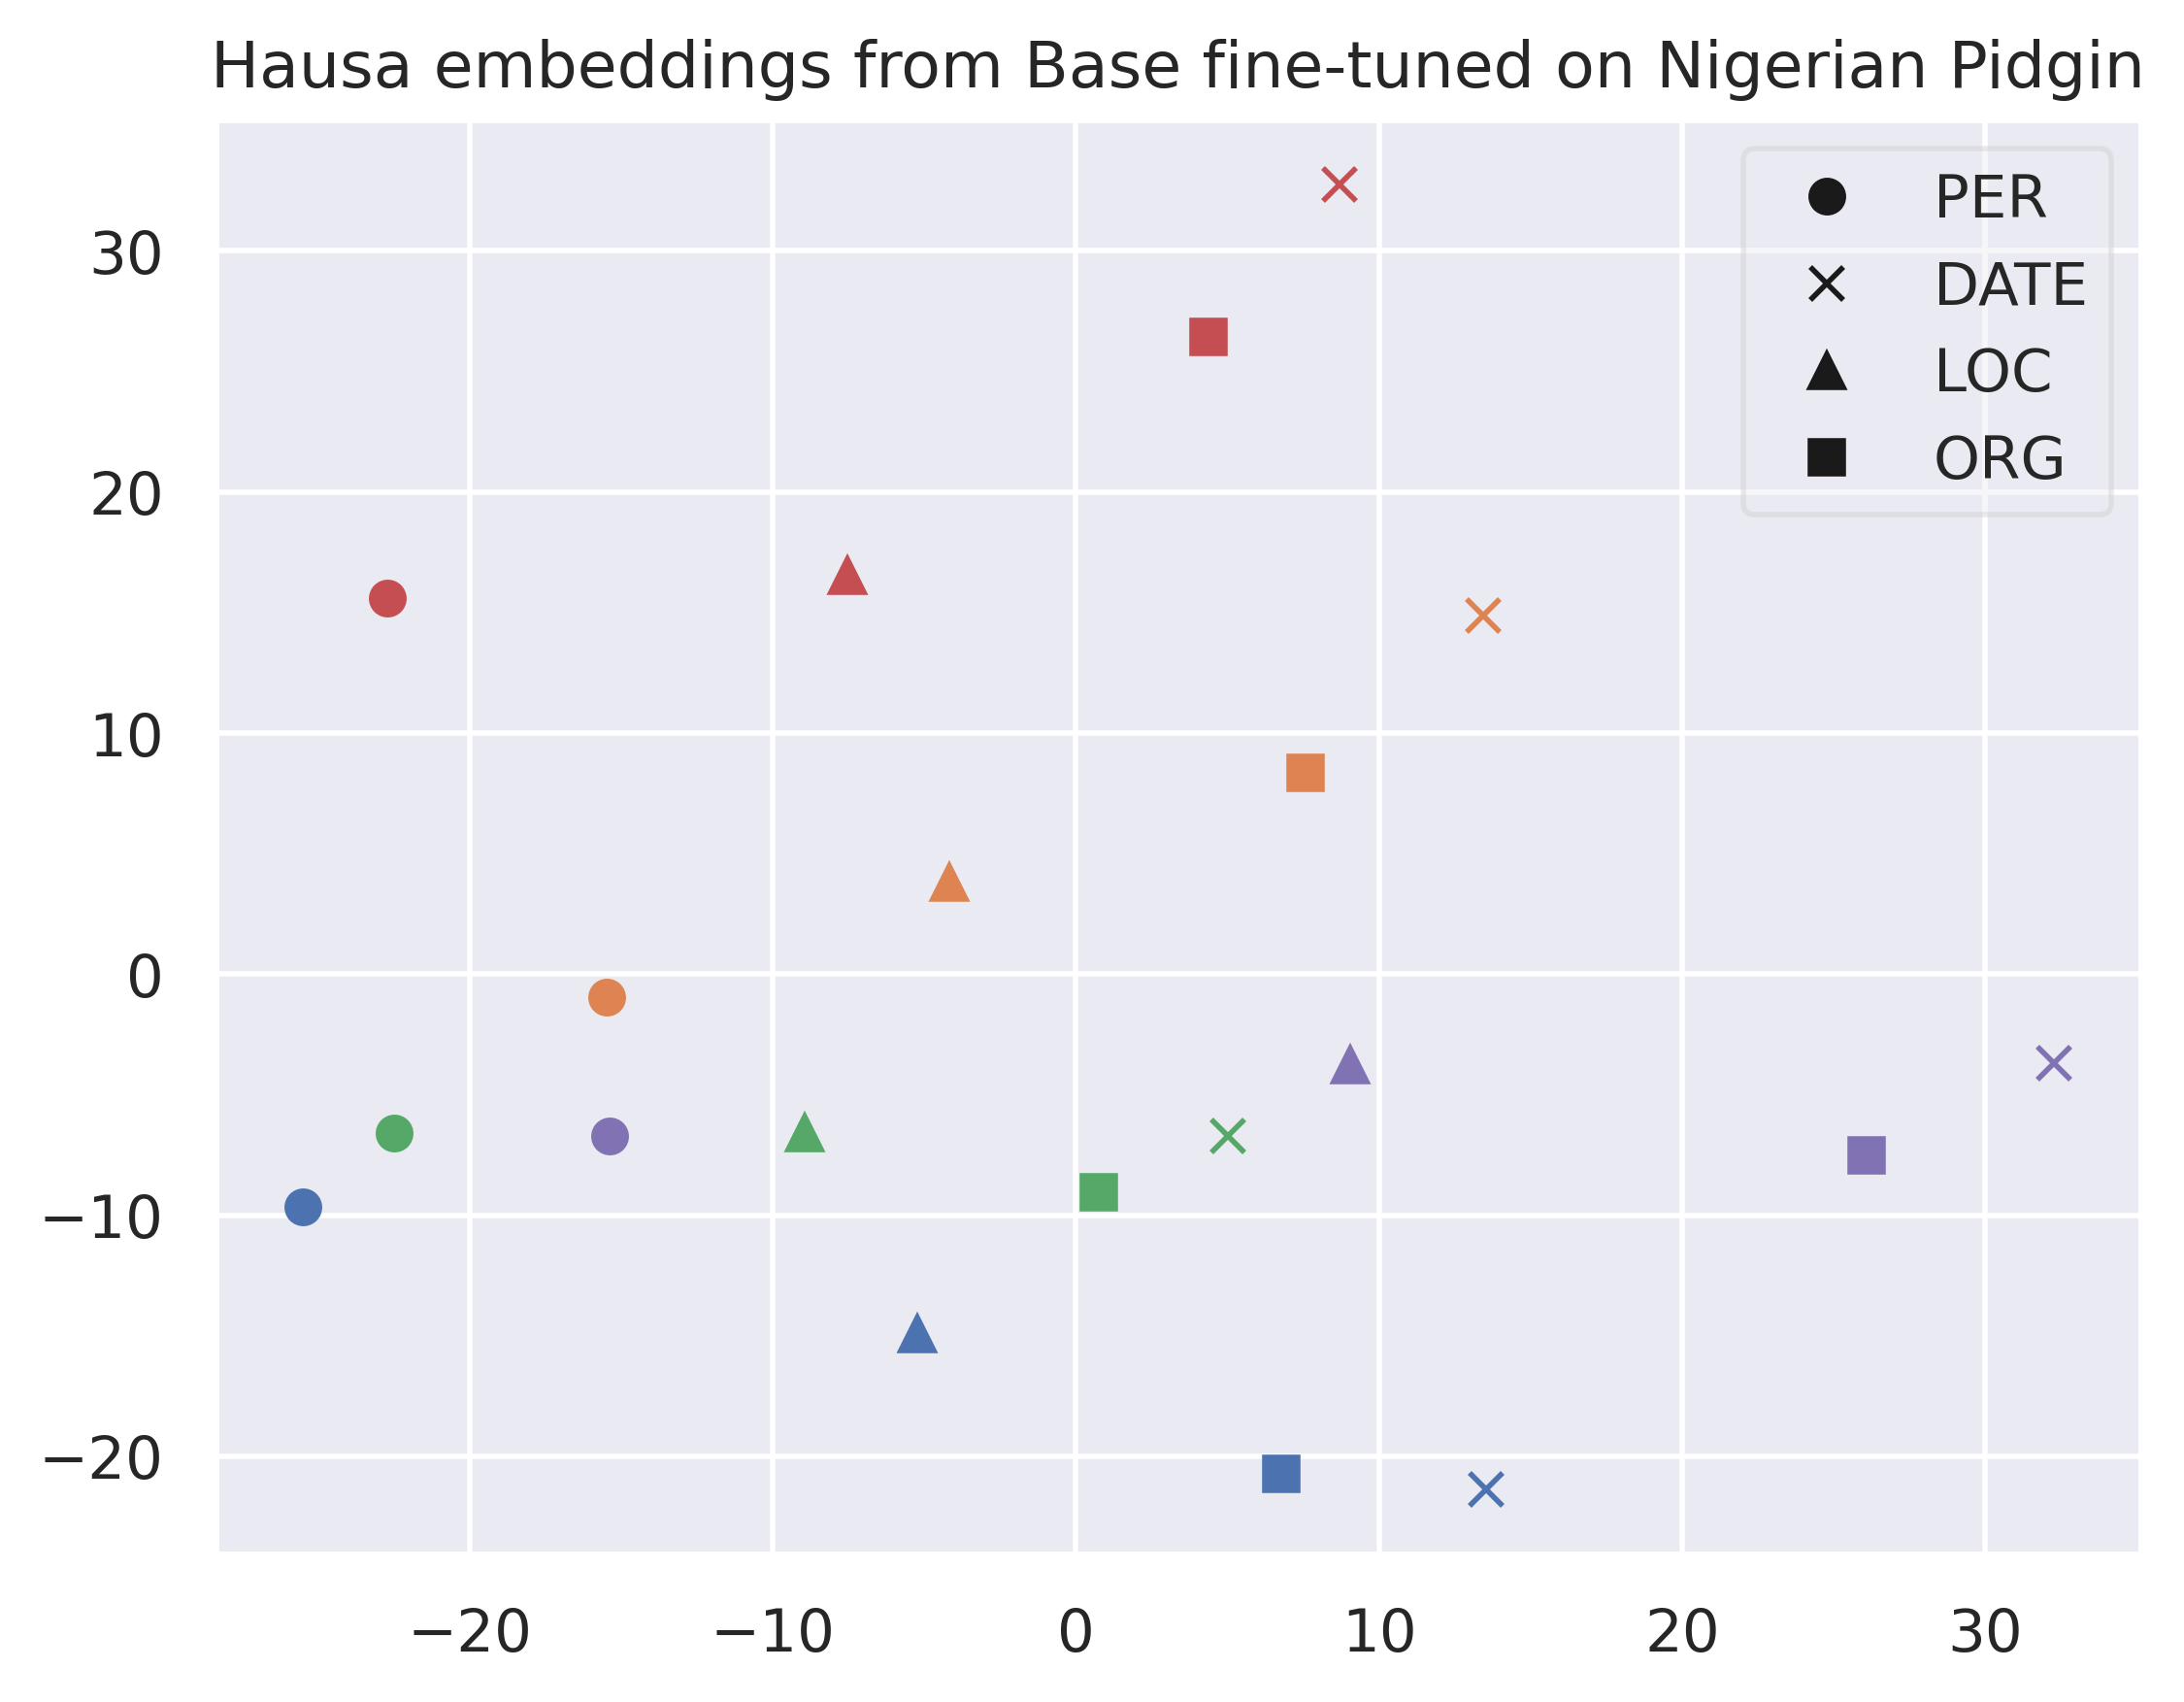 Hausa embeddings from Base fine-tuned on Nigerian Pidgin
PER
DATE
LOC
ORG
30
20
10
0
−10
−20
−20 −10 0 10 20 30